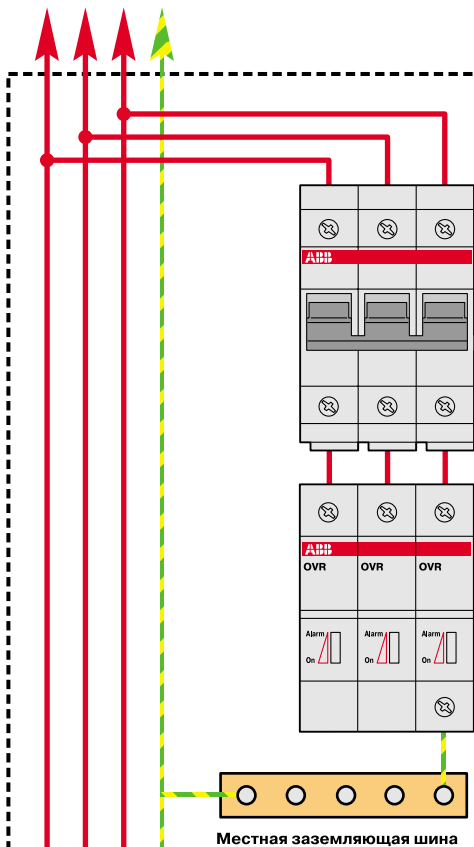 ABB
ABB
OVR OVR OVR
Alarm Alarm Alarm
On On On
Местная заземляющая шина